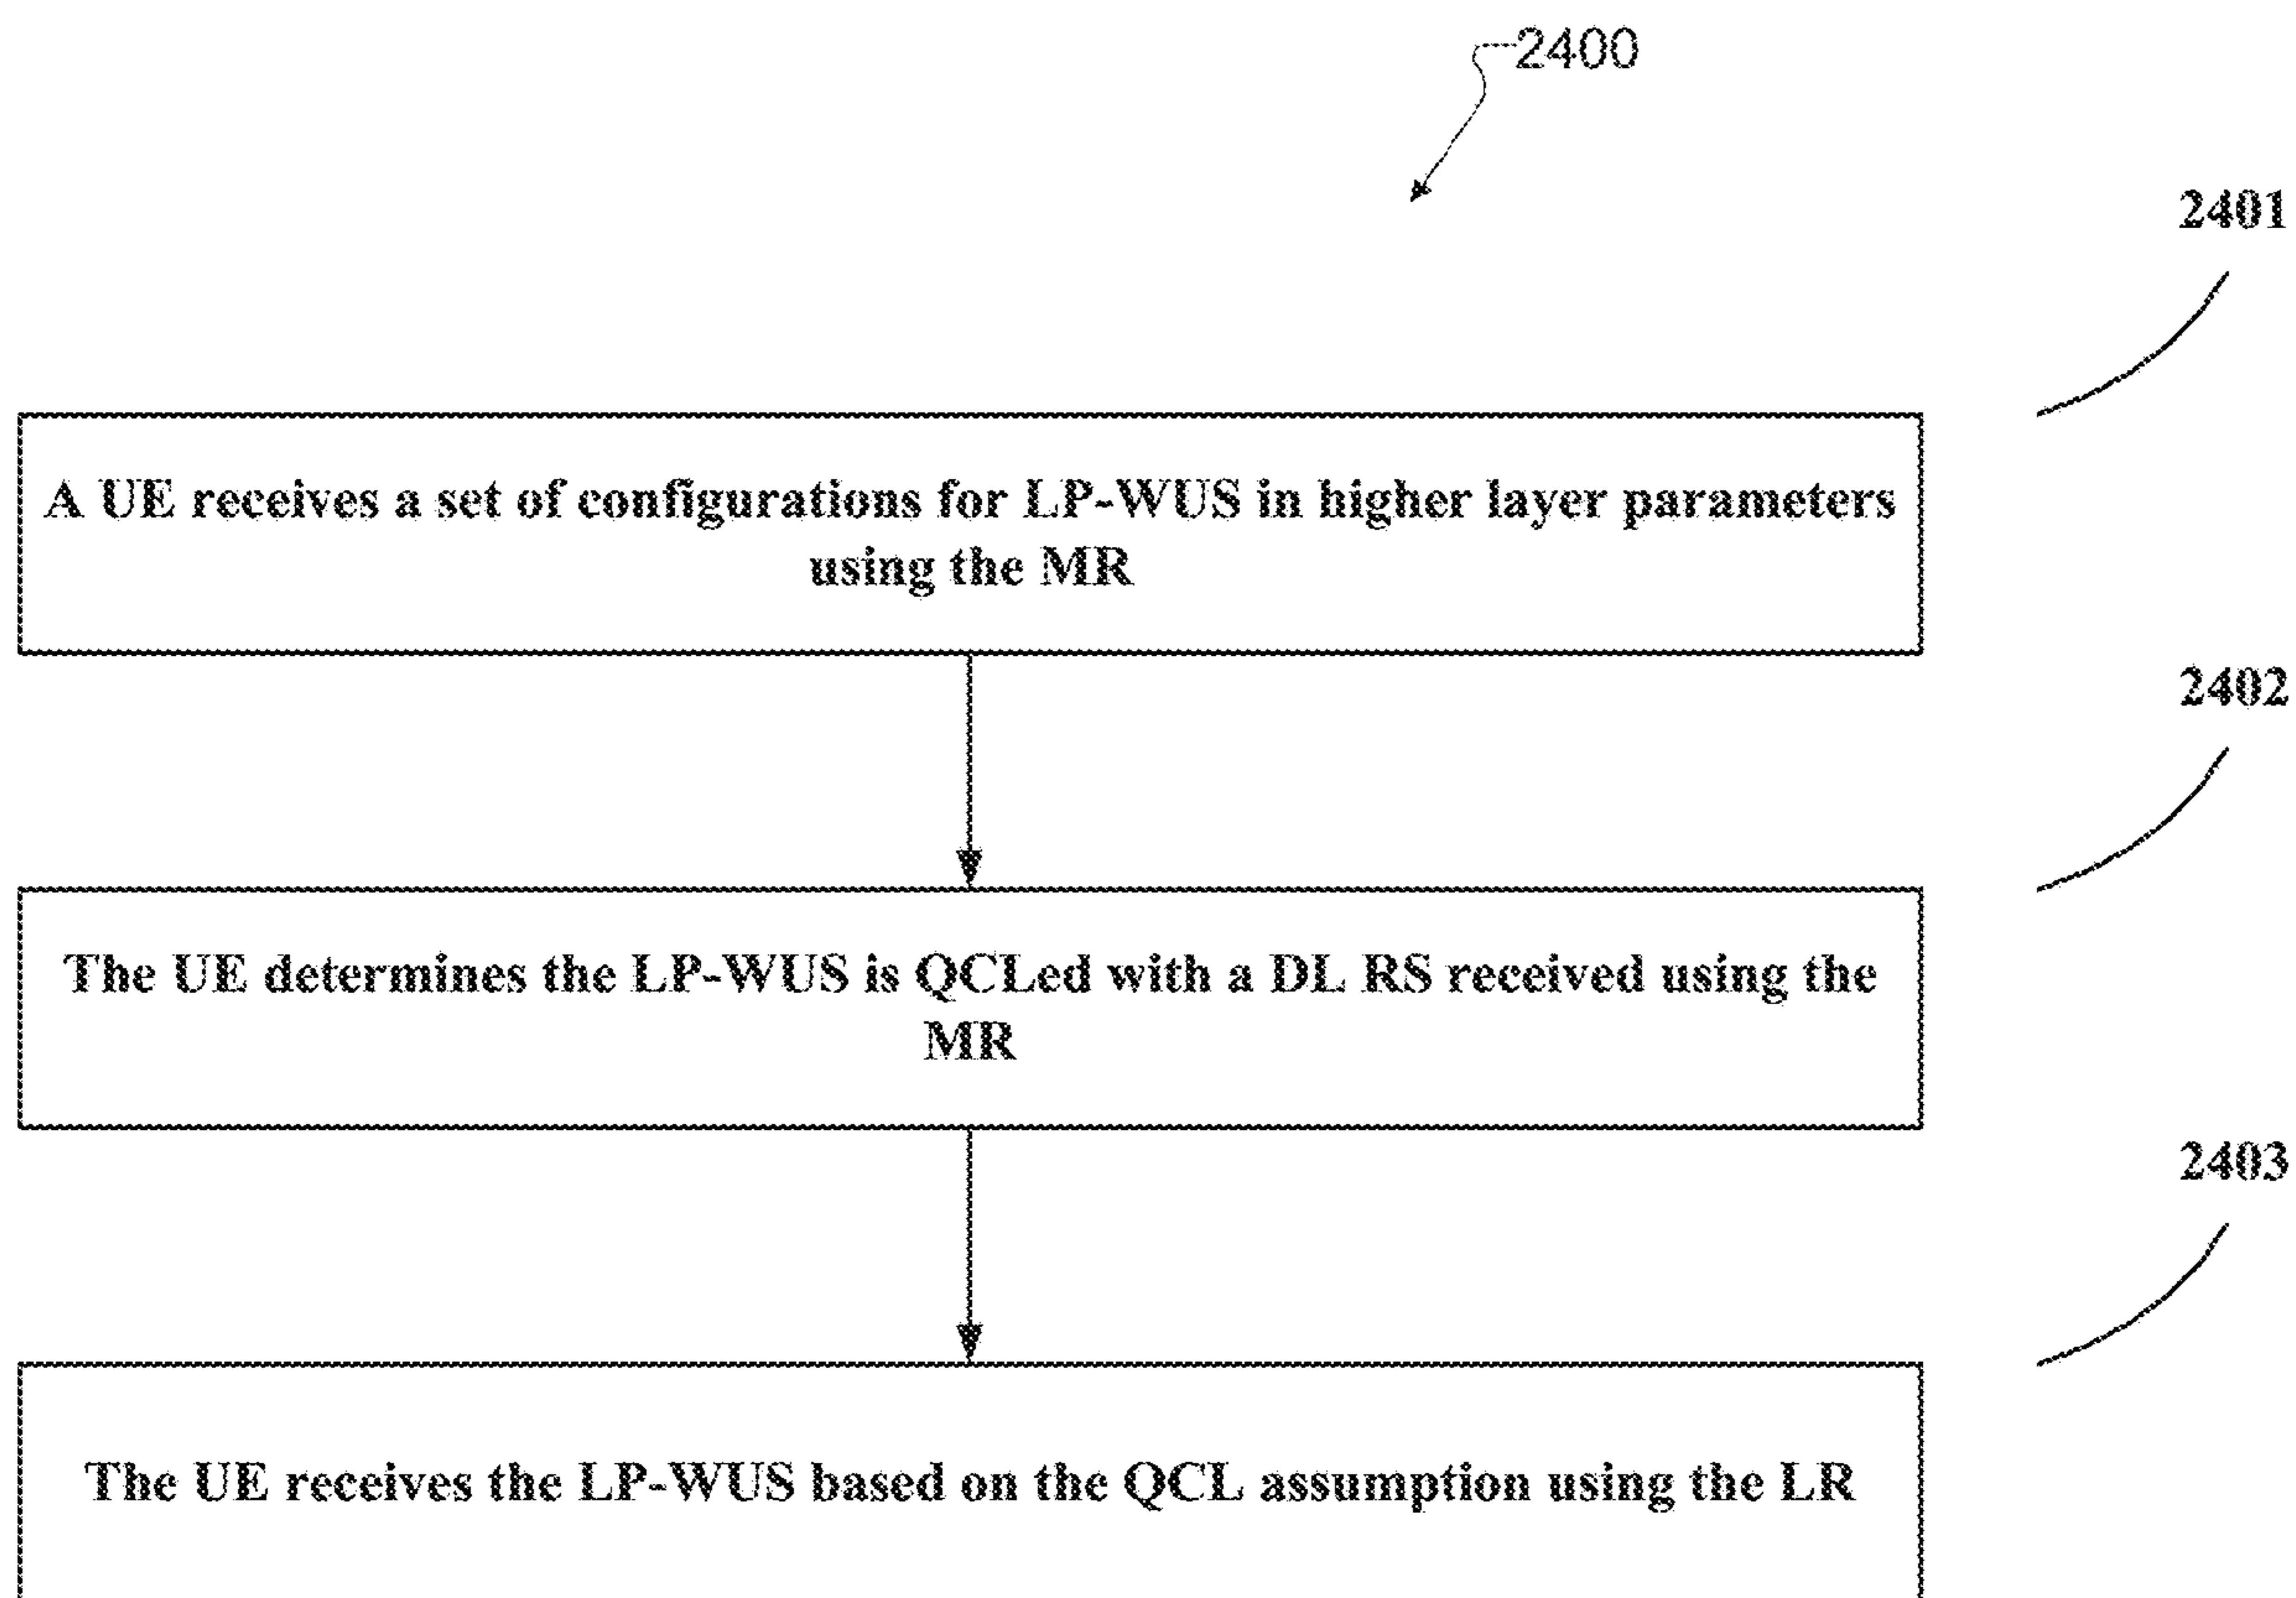 2400
2401
A UE receives a set of configurations for LP-WUS in higher layer parameters
using the MR
2402
The UE determines the LP-WUS is QCLed with a DL RS received using the
MR
2403
The UE receives the LP-WUS based on the QCL assumption using the LR